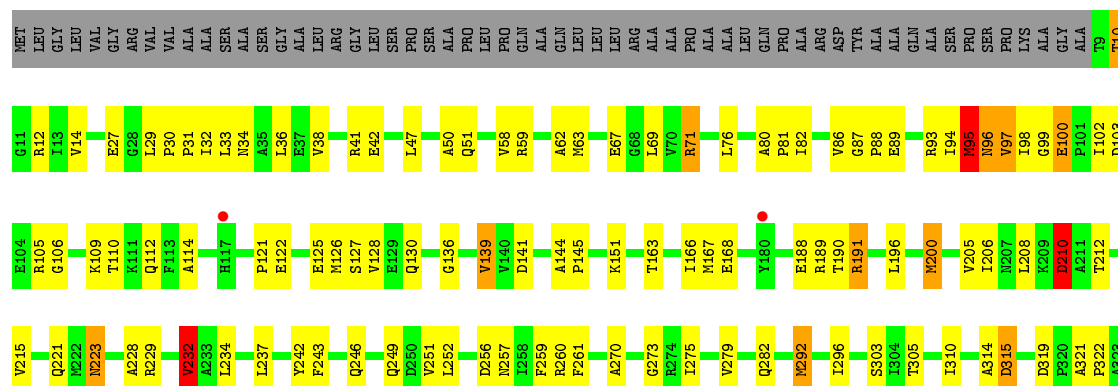 MET LEU GLY LEU VAL GLY ARG VAL VAL ALA ALA SER ALA SER GLY ALA LEU ARG GLY LEU SER PRO SER ALA PRO LEU PRO GLN ALA GLN LEU LEU LEU ARG ALA ALA PRO ALA ALA LEU GLN PRO ALA ARG ASP TYR ALA ALA GLN ALA SER PRO SER PRO LYS ALA GLY ALA T9 T10
G11 R12 I13 V14 E27 G28 L29 P30 P31 I32 L33 N34 A35 L36 E37 V38 R41 E42 L47 A50 Q51 V58 R59 A62 M63 E67 G68 L69 V70 R71 L76 A80 P81 I82 V86 G87 P88 E89 R93 I94 M95 N96 V97 I98 G99 E100 P101 I102 D103
E104 R105 G106 K109 T110 K111 Q112 F113 A114 H117 P121 E122 E125 M126 S127 V128 E129 Q130 G136 V139 V140 D141 A144 P145 K151 T163 I166 M167 E168 Y180 E188 R189 T190 R191 L196 M200 V205 I206 N207 L208 K209 D210 A211 T212
V215 Q221 M222 N223 A228 R229 V232 A233 L234 L237 Y242 F243 Q246 Q249 D250 V251 L252 D256 N257 I258 F259 R260 F261 A270 G273 R274 I275 V279 Q282 M292 I296 S303 I304 T305 I310 A314 D315 D319 P320 A321 P322